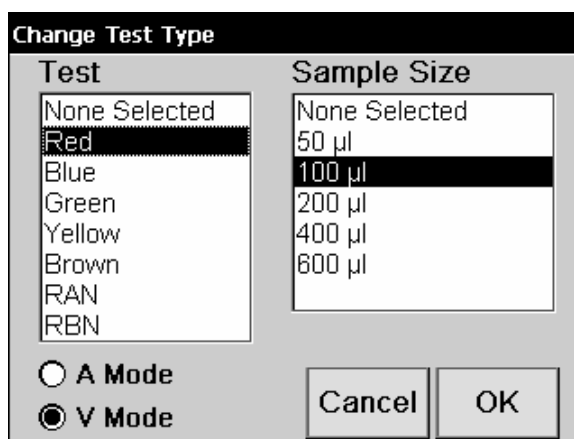 Change Test Type
Test
None Selected
Red
Blue
Green
Yellow
Brown
RAN
RBN
Sample Size
None Selected
50 µl
100 µl
200 µl
400 µl
600 µl
A Mode
V Mode
Cancel
OK